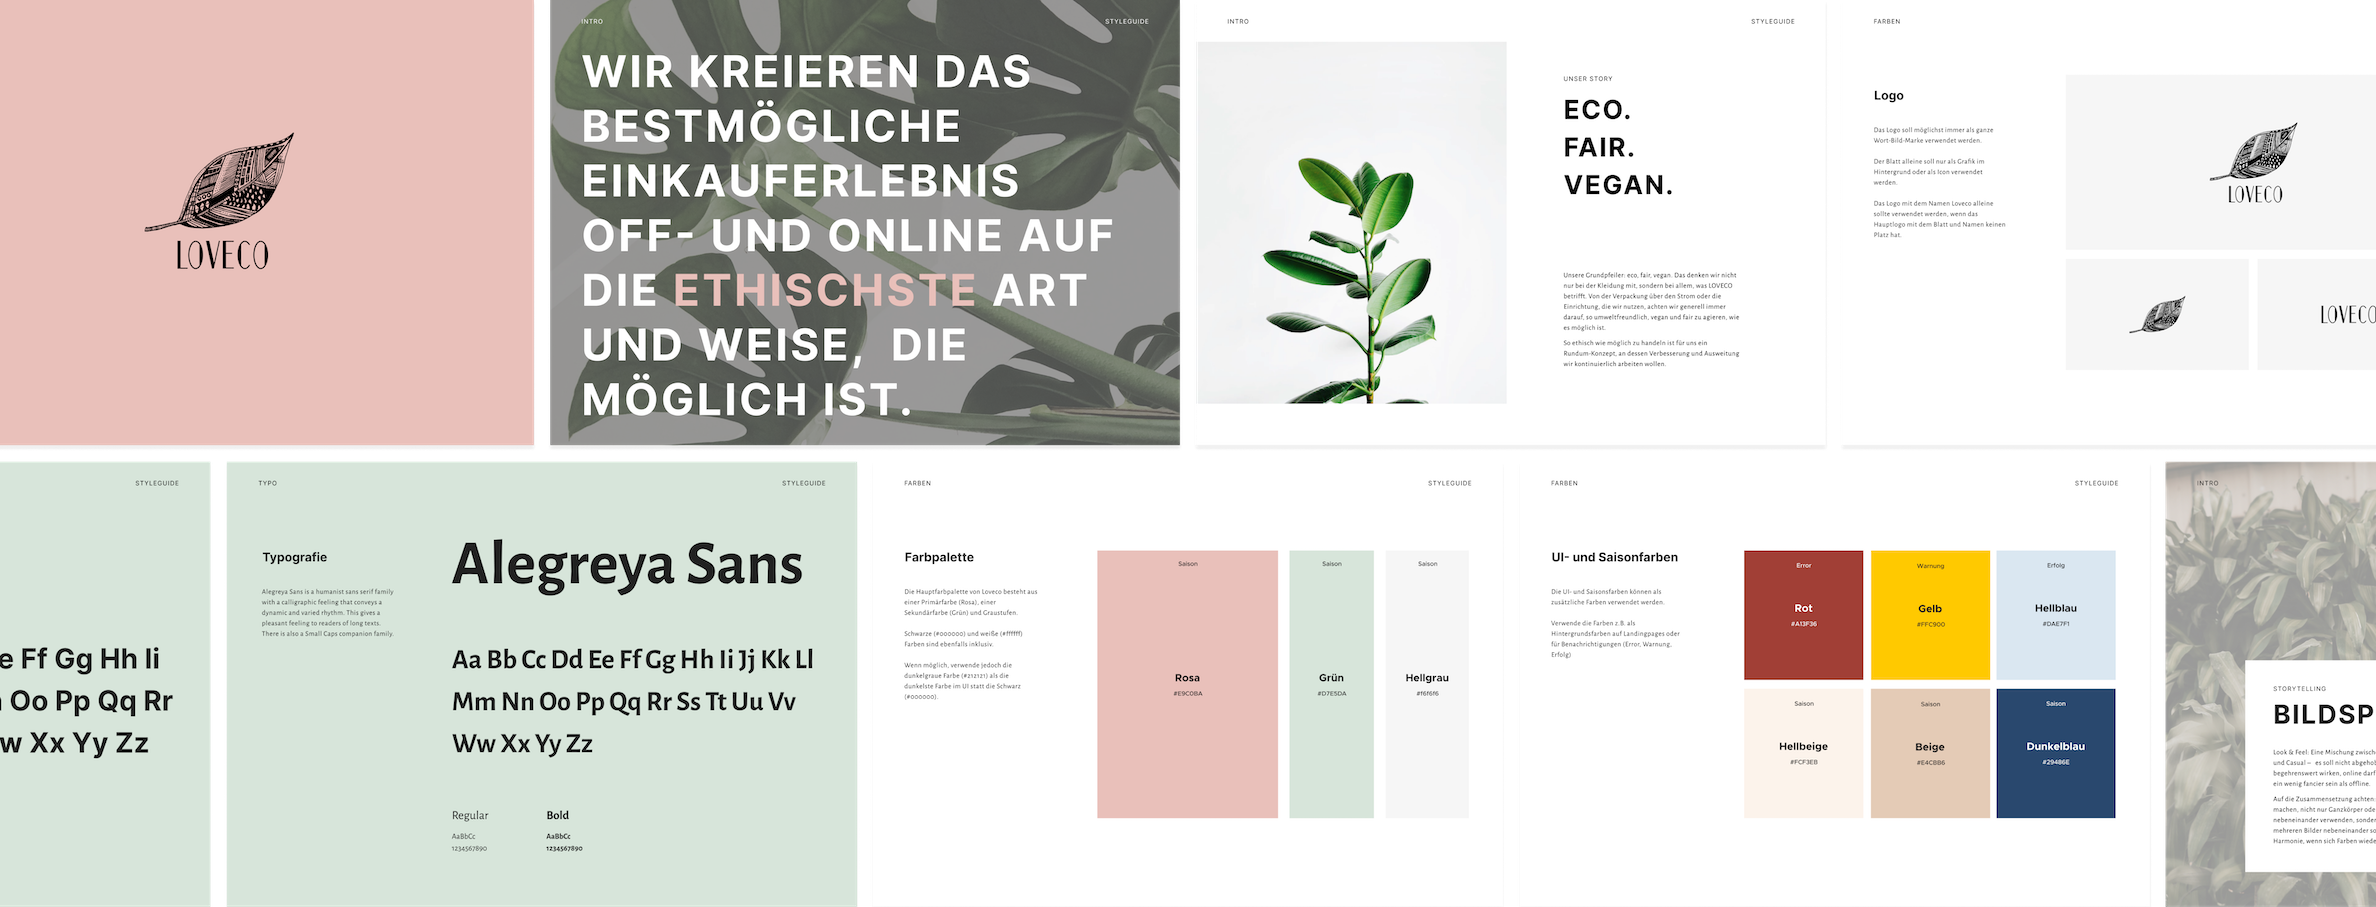 LOVECO
INTRO
STYLEGUIDE
WIR KREIEREN DAS
BESTMÖGLICHE
EINKAUFERLEBNIS
OFF- UND ONLINE AUF
DIE ETHISCHSTE ART
UND WEISE, DIE
MÖGLICH IST.
INTRO
STYLEGUIDE
UNSER STORY
ECO.
FAIR.
VEGAN.
Unsere Grundpfeiler: eco, fair, vegan. Das denken wir nicht
nur bei der Kleidung mit, sondern bei allem, was LOVECO
betrifft. Von der Verpackung über den Strom oder die
Einrichtung, die wir nutzen, achten wir generell immer
darauf, so umweltfreundlich, vegan und fair zu agieren, wie
es möglich ist.
So ethisch wie möglich zu handeln ist für uns ein
Rundum-Konzept, an dessen Verbesserung und Ausweitung
wir kontinuierlich arbeiten wollen.
FARBEN
Logo
Das Logo soll möglichst immer als ganze
Wort-Bild-Marke verwendet werden.
Der Blatt alleine soll nur als Grafik im
Hintergrund oder als Icon verwendet
werden.
Das Logo mit dem Namen Loveco alleine
sollte verwendet werden, wenn das
Hauptlogo mit dem Blatt und Namen keinen
Platz hat.
LOVECO
LOVECO
STYLEGUIDE
e Ff Gg Hh Ii
Oo Pp Qq Rr
w Xx Yy Zz
TYPO
STYLEGUIDE
Typografie
Alegreya Sans is a humanist sans serif family
with a calligraphic feeling that conveys a
dynamic and varied rhythm. This gives a
pleasant feeling to readers of long texts.
There is also a Small Caps companion family.
Alegreya Sans
Aa Bb Cc Dd Ee Ff Gg Hh Ii Jj Kk Ll
Mm Nn Oo Pp Qq Rr Ss Tt Uu Vv
Ww Xx Yy Zz
Regular
AaBbCc
1234567890
Bold
AaBbCc
1234567890
FARBEN
STYLEGUIDE
Farbpalette
Die Hauptfarbpalette von Loveco besteht aus
einer Primärfarbe (Rosa), einer
Sekundärfarbe (Grün) und Graustufen.
Schwarze (#000000) und weiße (#ffffff)
Farben sind ebenfalls inklusiv.
Wenn möglich, verwende jedoch die
dunkelgraue Farbe (#212121) als die
dunkelste Farbe im UI statt die Schwarz
(#000000).
Saison
Rosa
#E9C0BA
Saison
Grün
#D7E5DA
Saison
Hellgrau
#f6f6f6
FARBEN
STYLEGUIDE
UI- und Saisonfarben
Die UI- und Saisonsfarben können als
zusätzliche Farben verwendet werden.
Verwende die Farben z.B. als
Hintergrundsfarben auf Landingpages oder
für Benachrichtigungen (Error, Warnung,
Erfolg)
Error
Rot
#A13F36
Warnung
Gelb
#FFC900
Erfolg
Hellblau
#DAE7F1
Saison
Hellbeige
#FCF3EB
Saison
Beige
#E4CBB6
Saison
Dunkelblau
#29486E
INTRO
STORYTELLING
BILDSP
Look & Feel: Eine Mischung zwisch
und Casual – es soll nicht abgehob
begehrenswert wirken, online darf
ein wenig fancier sein als offline.
Auf die Zusammensetzung achten:
machen, nicht nur Ganzkörper ode
nebeneinander verwenden, sonder
mehreren Bilder nebeneinander so
Harmonie, wenn sich Farben wiede